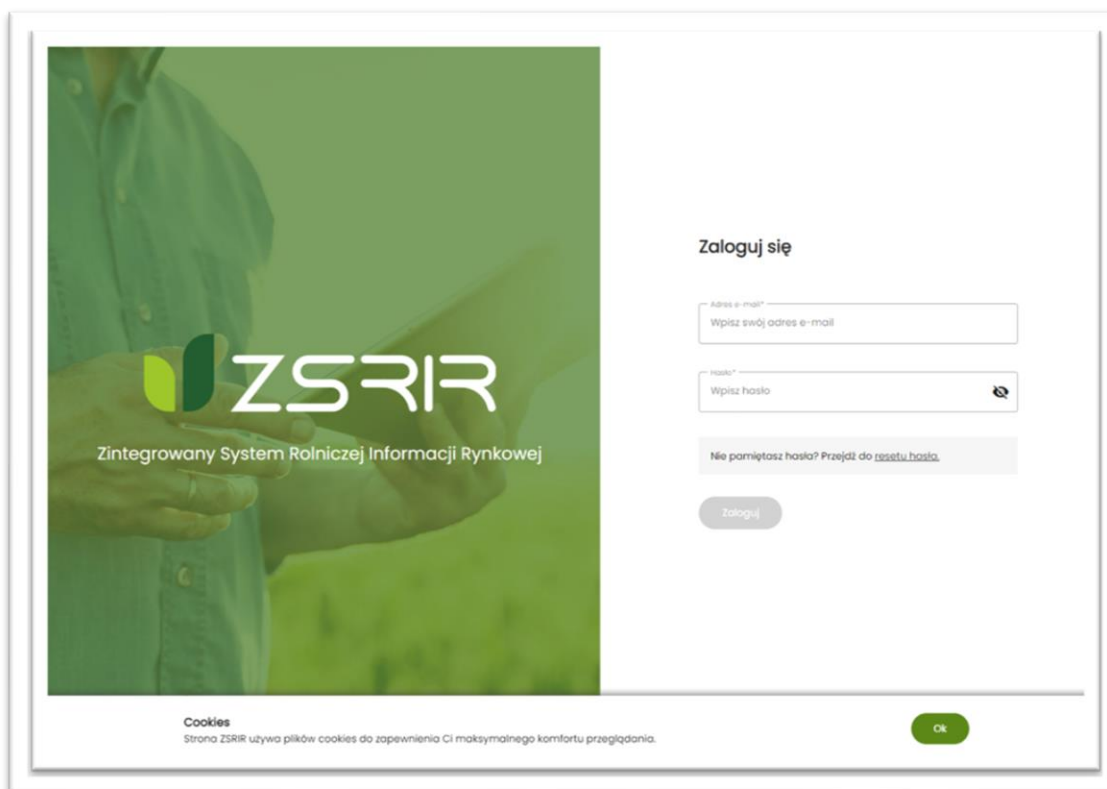 ZSRIR
Zintegrowany System Rolniczej Informacji Rynkowej
Zaloguj się
Adres e-mail*
Wpisz swój adres e-mail
Hasło*
Wpisz hasło
Nie pamiętasz hasła? Przejdź do resetu hasła.
Zaloguj
Cookies
Strona ZSRIR używa plików cookies do zapewnienia Ci maksymalnego komfortu przeglądania.
Ok